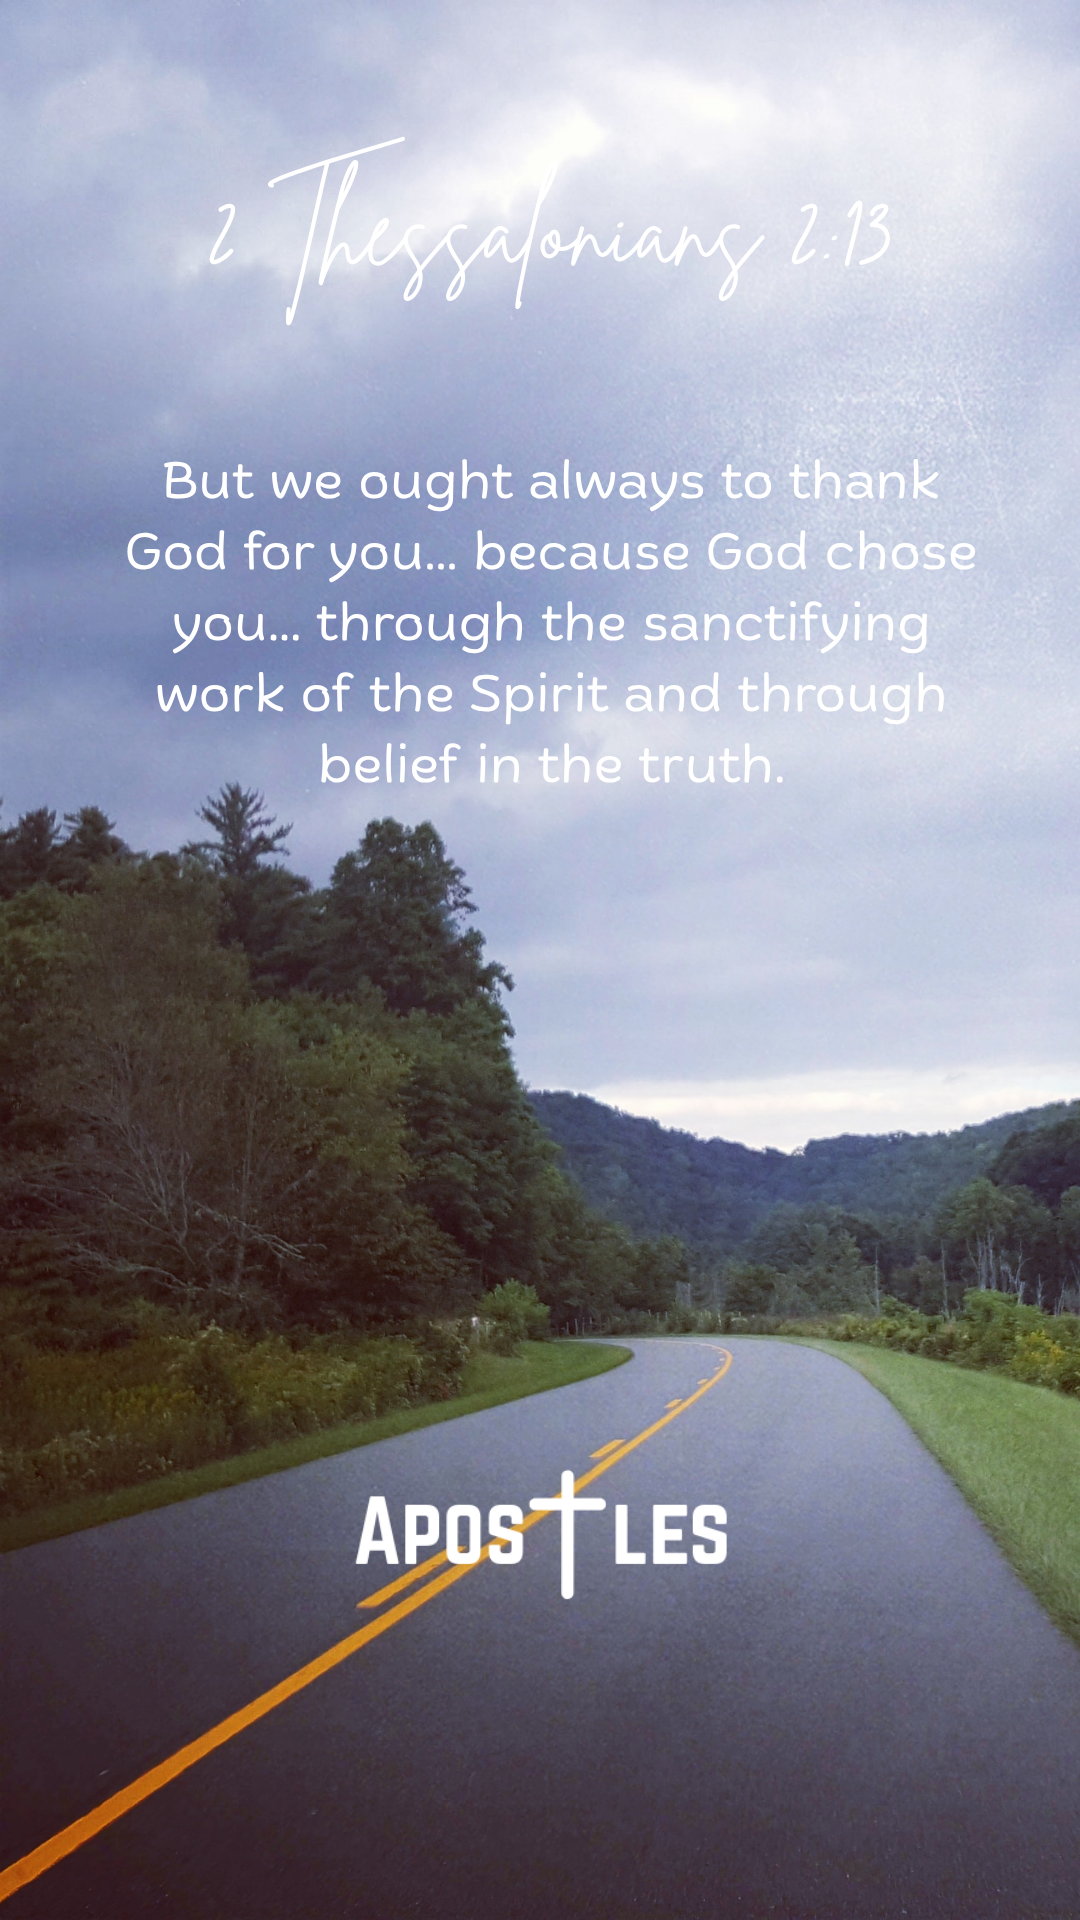 2 Thessalonians 2:13
But we ought always to thank
God for you... because God chose
you... through the sanctifying
work of the Spirit and through
belief in the truth.
APOSTLES